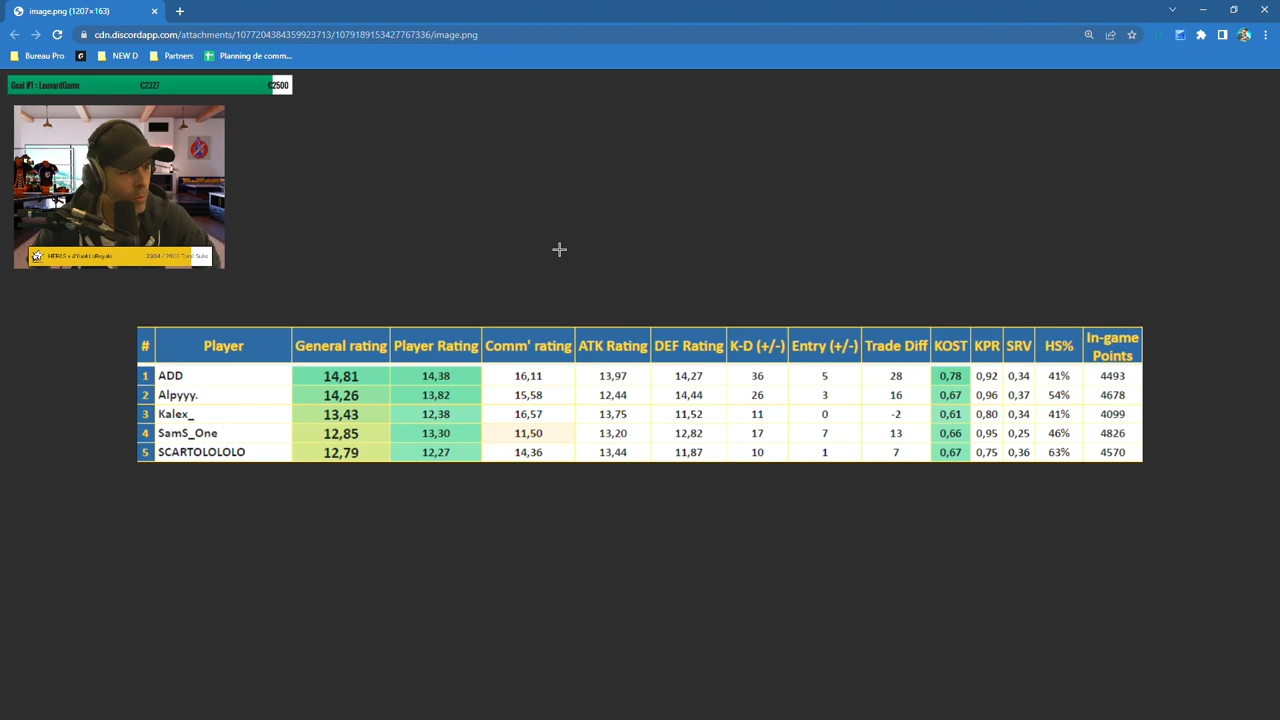 image.png (1207×163)
cdn.discordapp.com/attachments/1077204384359923713/1079189153427767336/image.png
Bureau Pro NEW D Partners Planning de comm...
Goal #1 : LouvardGame €2327 €2500
# Player General rating Player Rating Comm' rating ATK Rating DEF Rating K-D (+/-) Entry (+/-) Trade Diff KOST KPR SRV HS% In-game Points
1 ADD 14,81 14,38 16,11 13,97 14,27 36 5 28 0,78 0,92 0,34 41% 4493
2 Alpyyy. 14,26 13,82 15,58 12,44 14,44 26 3 16 0,67 0,96 0,37 54% 4678
3 Kalex_ 13,43 12,38 16,57 13,75 11,52 11 0 -2 0,61 0,80 0,34 41% 4099
4 SamS_One 12,85 13,30 11,50 13,20 12,82 17 7 13 0,66 0,95 0,25 46% 4826
5 SCARTOLOLOLO 12,79 12,27 14,36 13,44 11,87 10 1 7 0,67 0,75 0,36 63% 4570